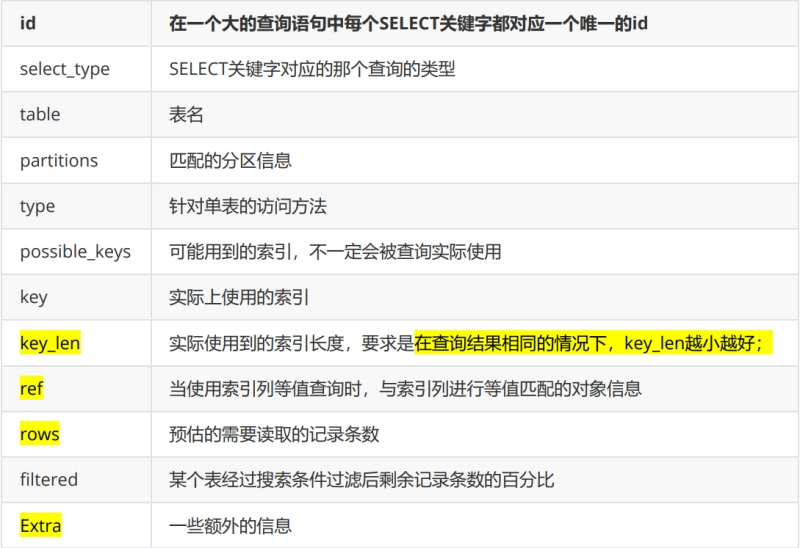 id 在一个大的查询语句中每个SELECT关键字都对应一个唯一的id
select_type SELECT关键字对应的那个查询的类型
table 表名
partitions 匹配的分区信息
type 针对单表的访问方法
possible_keys 可能用到的索引，不一定会被查询实际使用
key 实际上使用的索引
key_len 实际使用到的索引长度，要求是在查询结果相同的情况下，key_len越小越好；
ref 当使用索引列等值查询时，与索引列进行等值匹配的对象信息
rows 预估的需要读取的记录条数
filtered 某个表经过搜索条件过滤后剩余记录条数的百分比
Extra 一些额外的信息